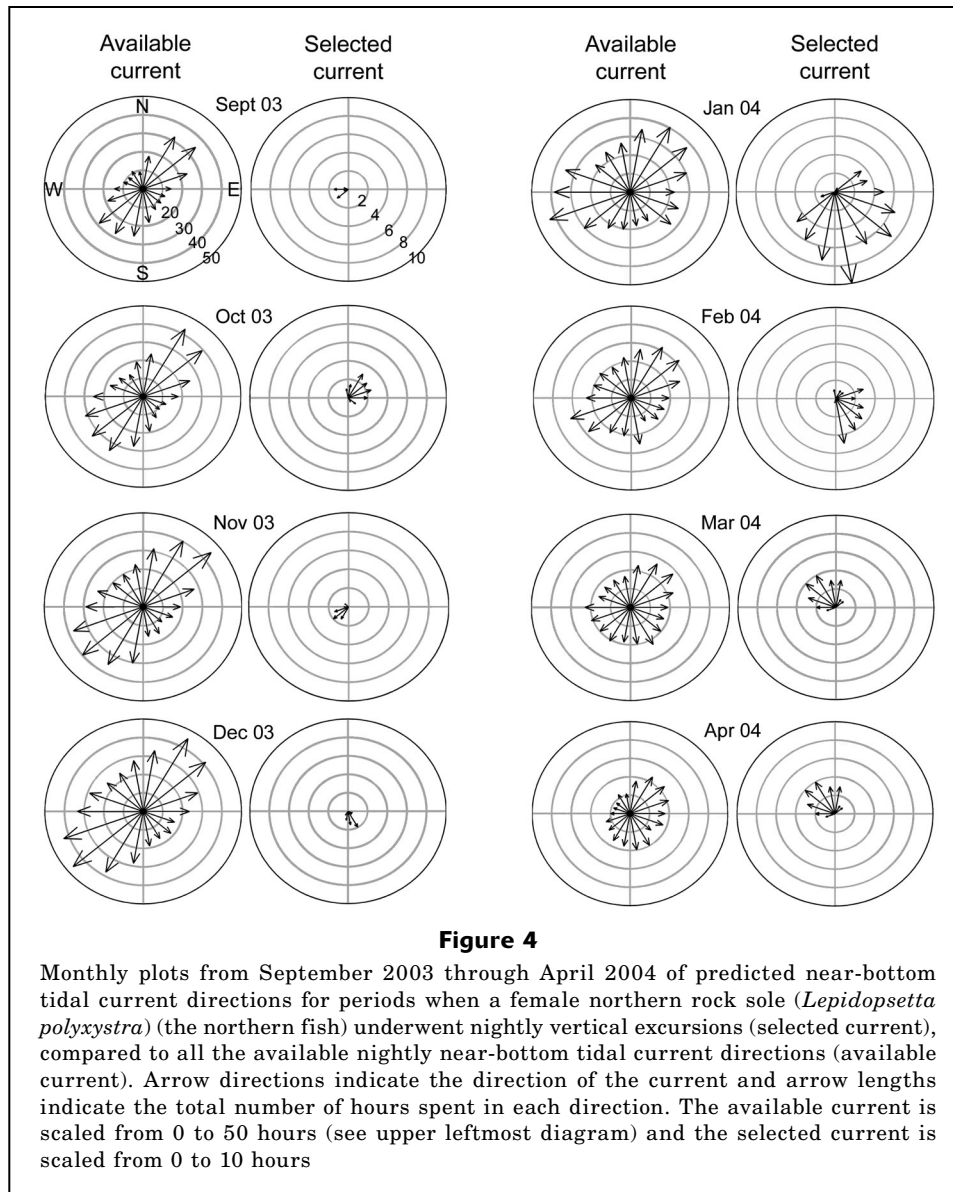 Available current
Selected current
Available current
Selected current
Sept 03
N
W
E
S
20
30
40
50
2
4
6
8
10
Jan 04
Oct 03
Feb 04
Nov 03
Mar 04
Dec 03
Apr 04
Figure 4
Monthly plots from September 2003 through April 2004 of predicted near-bottom
tidal current directions for periods when a female northern rock sole (Lepidopsetta
polyxystra) (the northern fish) underwent nightly vertical excursions (selected current),
compared to all the available nightly near-bottom tidal current directions (available
current). Arrow directions indicate the direction of the current and arrow lengths
indicate the total number of hours spent in each direction. The available current is
scaled from 0 to 50 hours (see upper leftmost diagram) and the selected current is
scaled from 0 to 10 hours